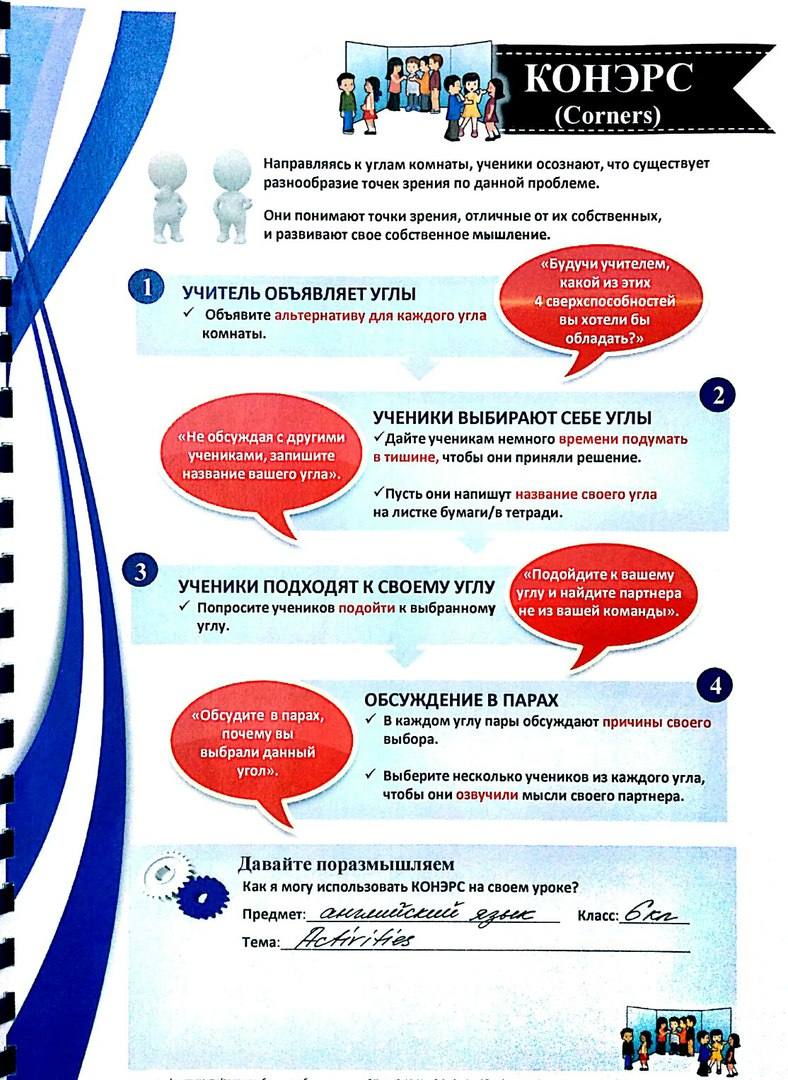 КОНЭРС
(Corners)
Направляясь к углам комнаты, ученики осознают, что существует
разнообразие точек зрения по данной проблеме.
Они понимают точки зрения, отличные от их собственных,
и развивают свое собственное мышление.
1
УЧИТЕЛЬ ОБЪЯВЛЯЕТ УГЛЫ
✓ Объявите альтернативу для каждого угла
комнаты.
«Будучи учителем,
какой из этих
4 сверхспособностей
вы хотели бы
обладать?»
2
УЧЕНИКИ ВЫБИРАЮТ СЕБЕ УГЛЫ
✓Дайте ученикам немного времени подумать
в тишине, чтобы они приняли решение.
✓Пусть они напишут название своего угла
на листке бумаги/в тетради.
«Не обсуждая с другими
учениками, запишите
название вашего угла».
3
УЧЕНИКИ ПОДХОДЯТ К СВОЕМУ УГЛУ
✓ Попросите учеников подойти к выбранному
углу.
«Подойдите к вашему
углу и найдите партнера
не из вашей команды».
4
ОБСУЖДЕНИЕ В ПАРАХ
✓ В каждом углу пары обсуждают причины своего
выбора.
✓ Выберите несколько учеников из каждого угла,
чтобы они озвучили мысли своего партнера.
«Обсудите в парах,
почему вы
выбрали данный
угол».
Давайте поразмышляем
Как я могу использовать КОНЭРС на своем уроке?
Предмет: английский язык Класс: 6 кл
Тема: Activities